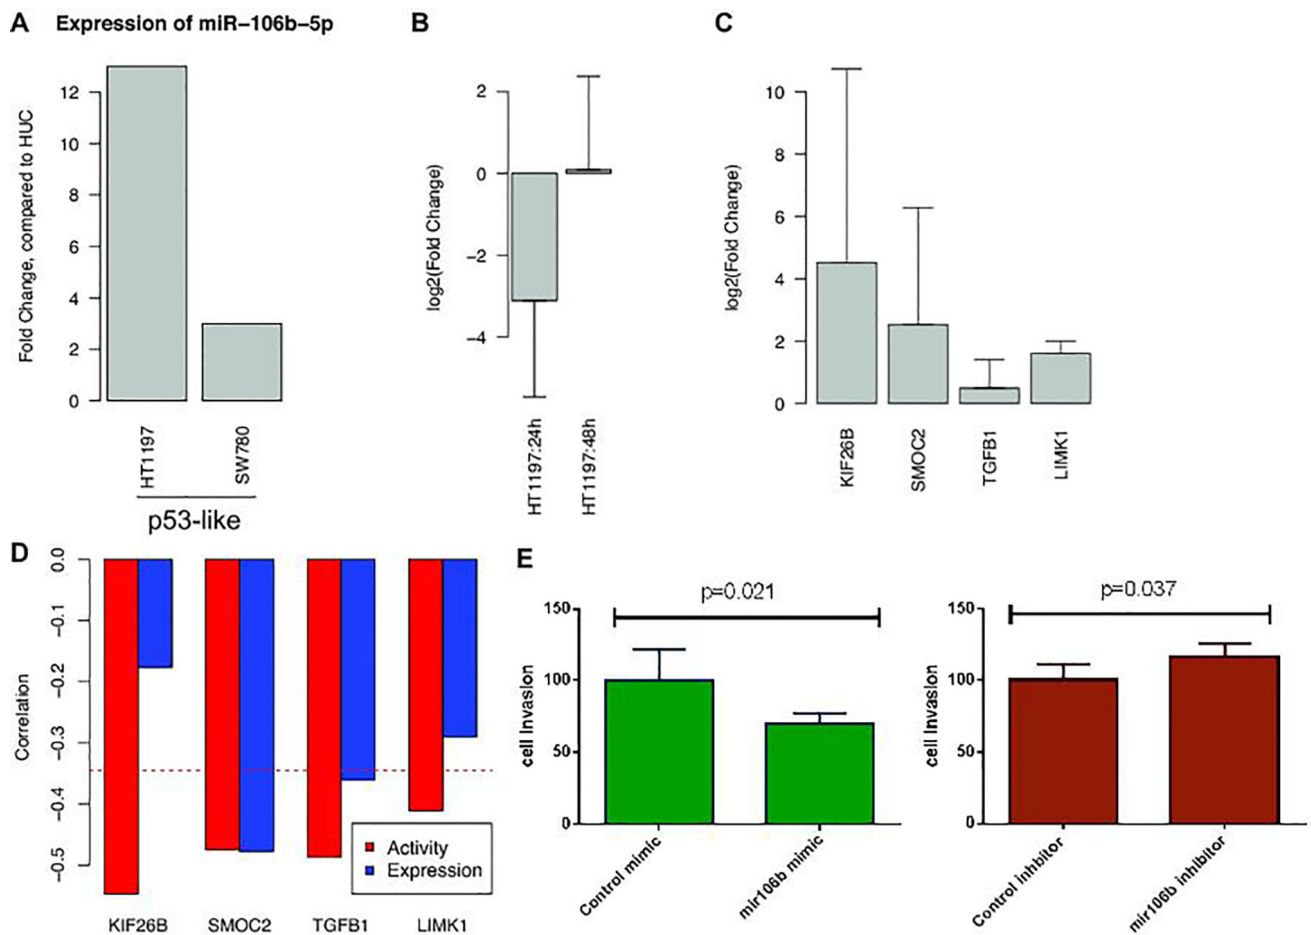 A Expression of miR–106b–5p
Fold Change, compared to HUC
12
10
8
6
4
2
0
HT1197
SW780
p53-like
B
log2(Fold Change)
2
0
−2
−4
HT1197:24h
HT1197:48h
C
log2(Fold Change)
10
8
6
4
2
0
KIF26B
SMOC2
TGFB1
LIMK1
D
Correlation
0.0
−0.1
−0.2
−0.3
−0.4
−0.5
Activity
Expression
KIF26B
SMOC2
TGFB1
LIMK1
E
p=0.021
cell Invasion
150
100
50
0
Control mimic
mir106b mimic
p=0.037
cell Invasion
150
100
50
0
Control inhbitor
mir106b inhibitor